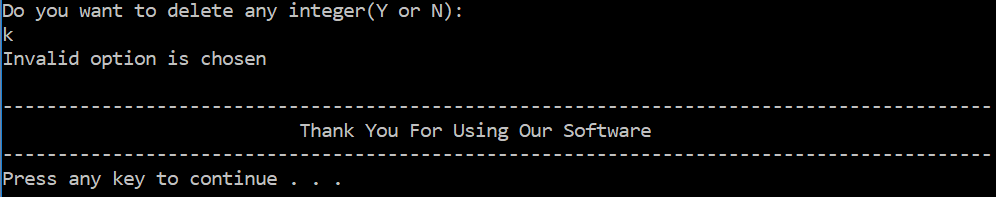 Do you want to delete any integer(Y or N):
k
Invalid option is chosen
------------------------------------------------------------------------------------------
Thank You For Using Our Software
------------------------------------------------------------------------------------------
Press any key to continue . . .